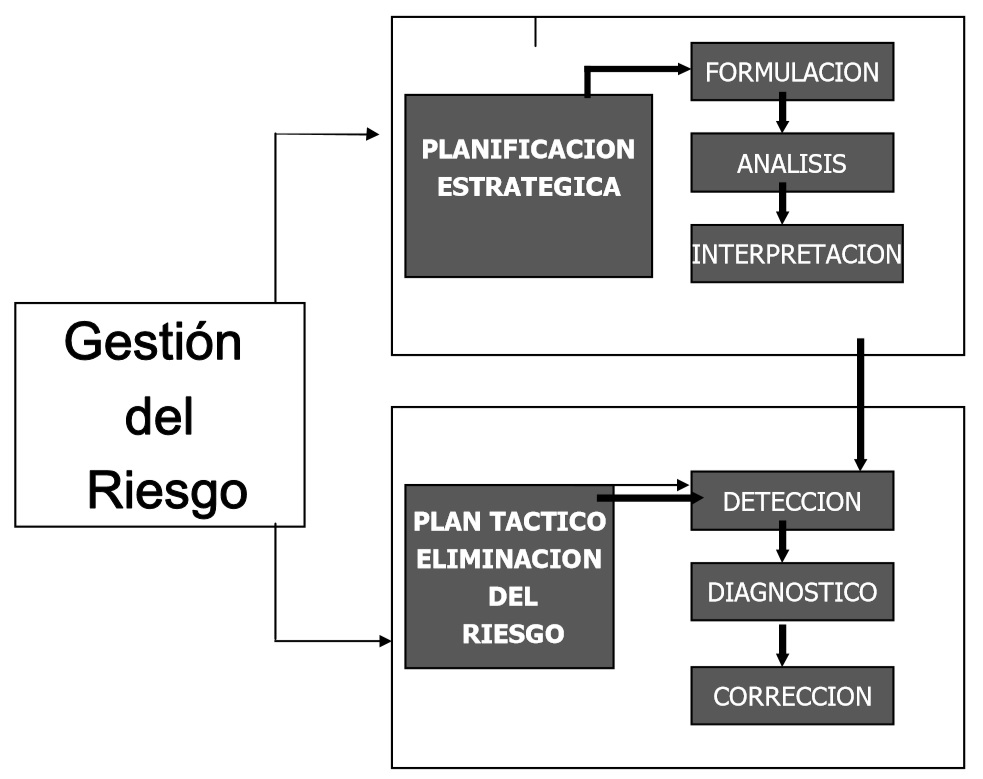 Gestión
del
Riesgo
PLANIFICACION
ESTRATEGICA
FORMULACION
ANALISIS
INTERPRETACION
PLAN TACTICO
ELIMINACION
DEL
RIESGO
DETECCION
DIAGNOSTICO
CORRECCION